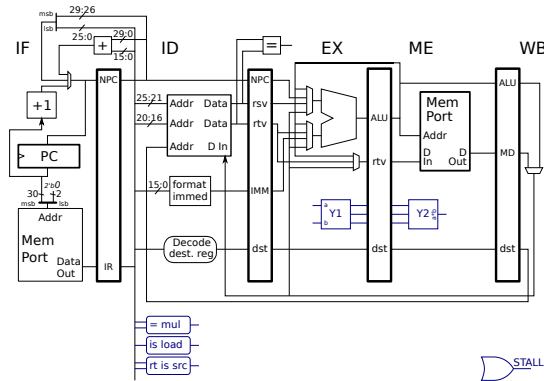 IF ID EX ME WB
msb 29:26
lsb
25:0 29:0
+ 15:0
=
NPC NPC ALU
+1
25:21 Addr Data rsv
20:16 Addr Data rtv
Addr D In
ALU
Mem
Port
Addr
D
In
D
Out
MD
PC
rtv
2'b0
30 2
msb lsb
15:0 format
immed
IMM
Addr
Mem
Port
Data
Out
a
b
Y1
Y2
Decode
dest. reg
dst dst dst
IR
= mul
is load
rt is src
STALL